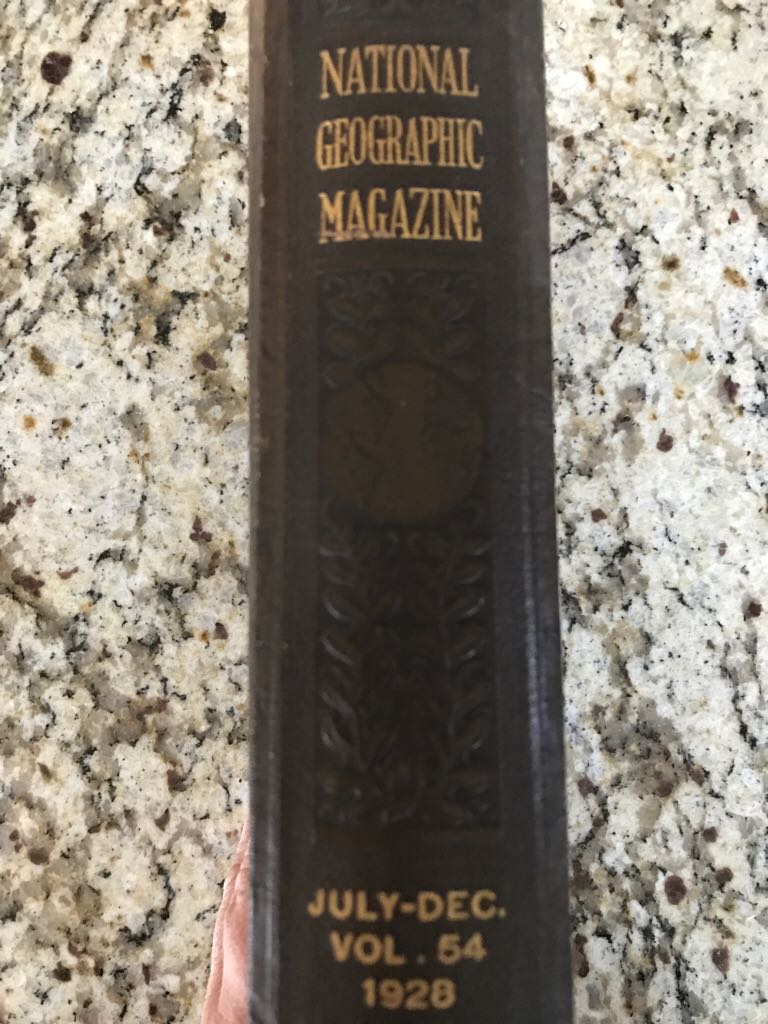 NATIONAL
GEOGRAPHIC
MAGAZINE
JULY-DEC.
VOL. 54
1928